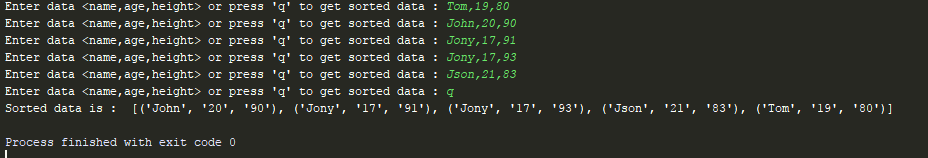 Enter data <name,age,height> or press 'q' to get sorted data : Tom,19,80
Enter data <name,age,height> or press 'q' to get sorted data : John,20,90
Enter data <name,age,height> or press 'q' to get sorted data : Jony,17,91
Enter data <name,age,height> or press 'q' to get sorted data : Jony,17,93
Enter data <name,age,height> or press 'q' to get sorted data : Json,21,83
Enter data <name,age,height> or press 'q' to get sorted data : q
Sorted data is :  [('John', '20', '90'), ('Jony', '17', '91'), ('Jony', '17', '93'), ('Json', '21', '83'), ('Tom', '19', '80')]
Process finished with exit code 0